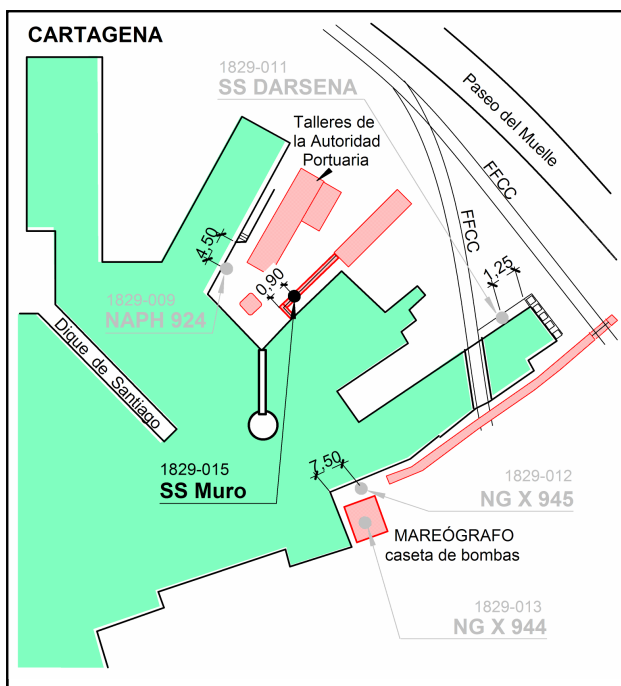 CARTAGENA
1829-011
SS DARSENA
Paseo del Muelle
Talleres de
la Autoridad
Portuaria
FFCC
FFCC
4,50
0,90
1,25
1829-009
NAPH 924
Dique de Santiago
7,50
1829-015
SS Muro
1829-012
NG X 945
MAREÓGRAFO
caseta de bombas
1829-013
NG X 944